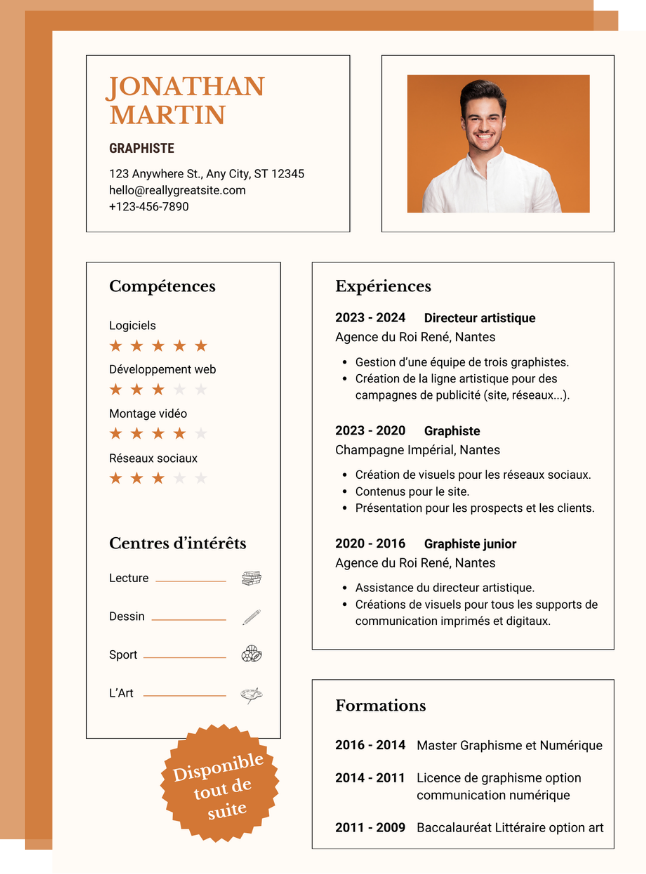 JONATHAN
MARTIN
GRAPHISTE
123 Anywhere St., Any City, ST 12345
hello@reallygreatsite.com
+123-456-7890
Compétences
Logiciels
Développement web
Montage vidéo
Réseaux sociaux
Centres d’intérêts
Lecture
Dessin
Sport
L’Art
Disponible
tout de
suite
Expériences
2023 - 2024 Directeur artistique
Agence du Roi René, Nantes
• Gestion d’une équipe de trois graphistes.
• Création de la ligne artistique pour des
campagnes de publicité (site, réseaux...).
2023 - 2020 Graphiste
Champagne Impérial, Nantes
• Création de visuels pour les réseaux sociaux.
• Contenus pour le site.
• Présentation pour les prospects et les clients.
2020 - 2016 Graphiste junior
Agence du Roi René, Nantes
• Assistance du directeur artistique.
• Créations de visuels pour tous les supports de
communication imprimés et digitaux.
Formations
2016 - 2014 Master Graphisme et Numérique
2014 - 2011 Licence de graphisme option
communication numérique
2011 - 2009 Baccalauréat Littéraire option art